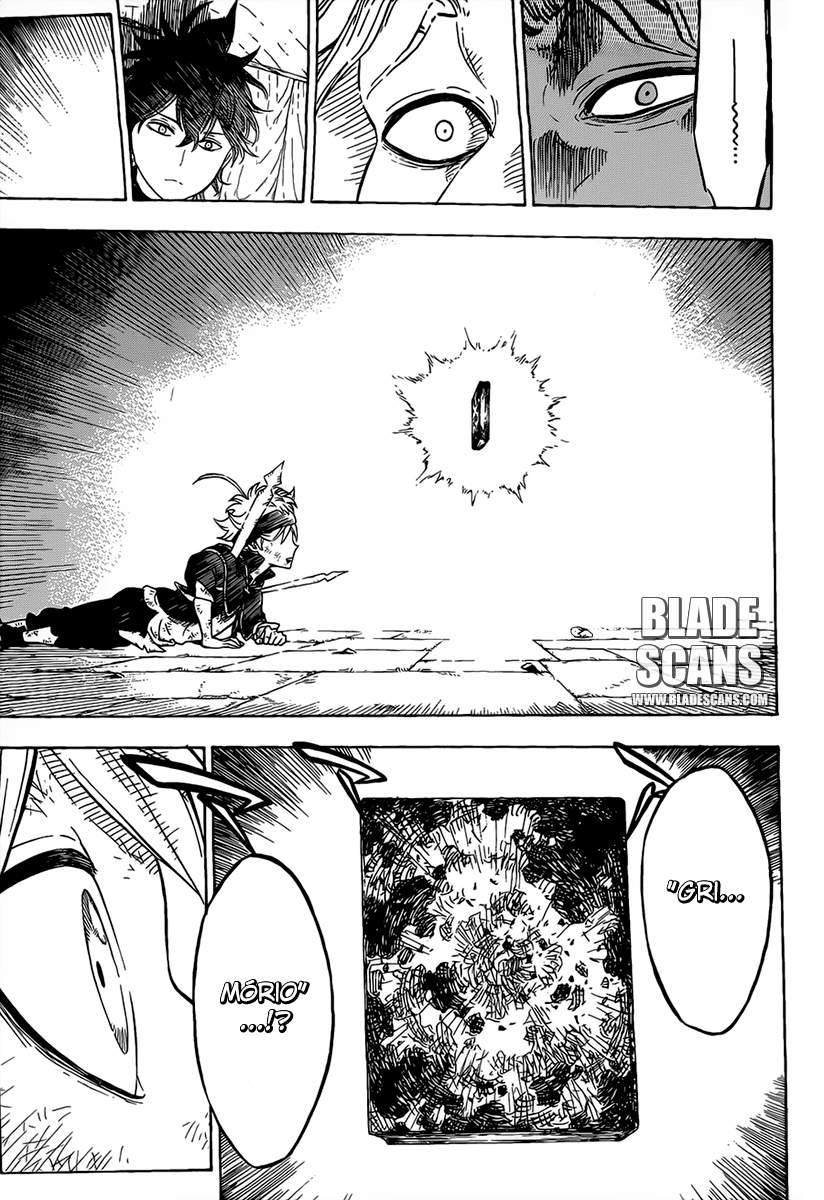 ..........
"GRI...
MÓRIO"
....!?
BLADE
SCANS
WWW.BLADESCANS.COM